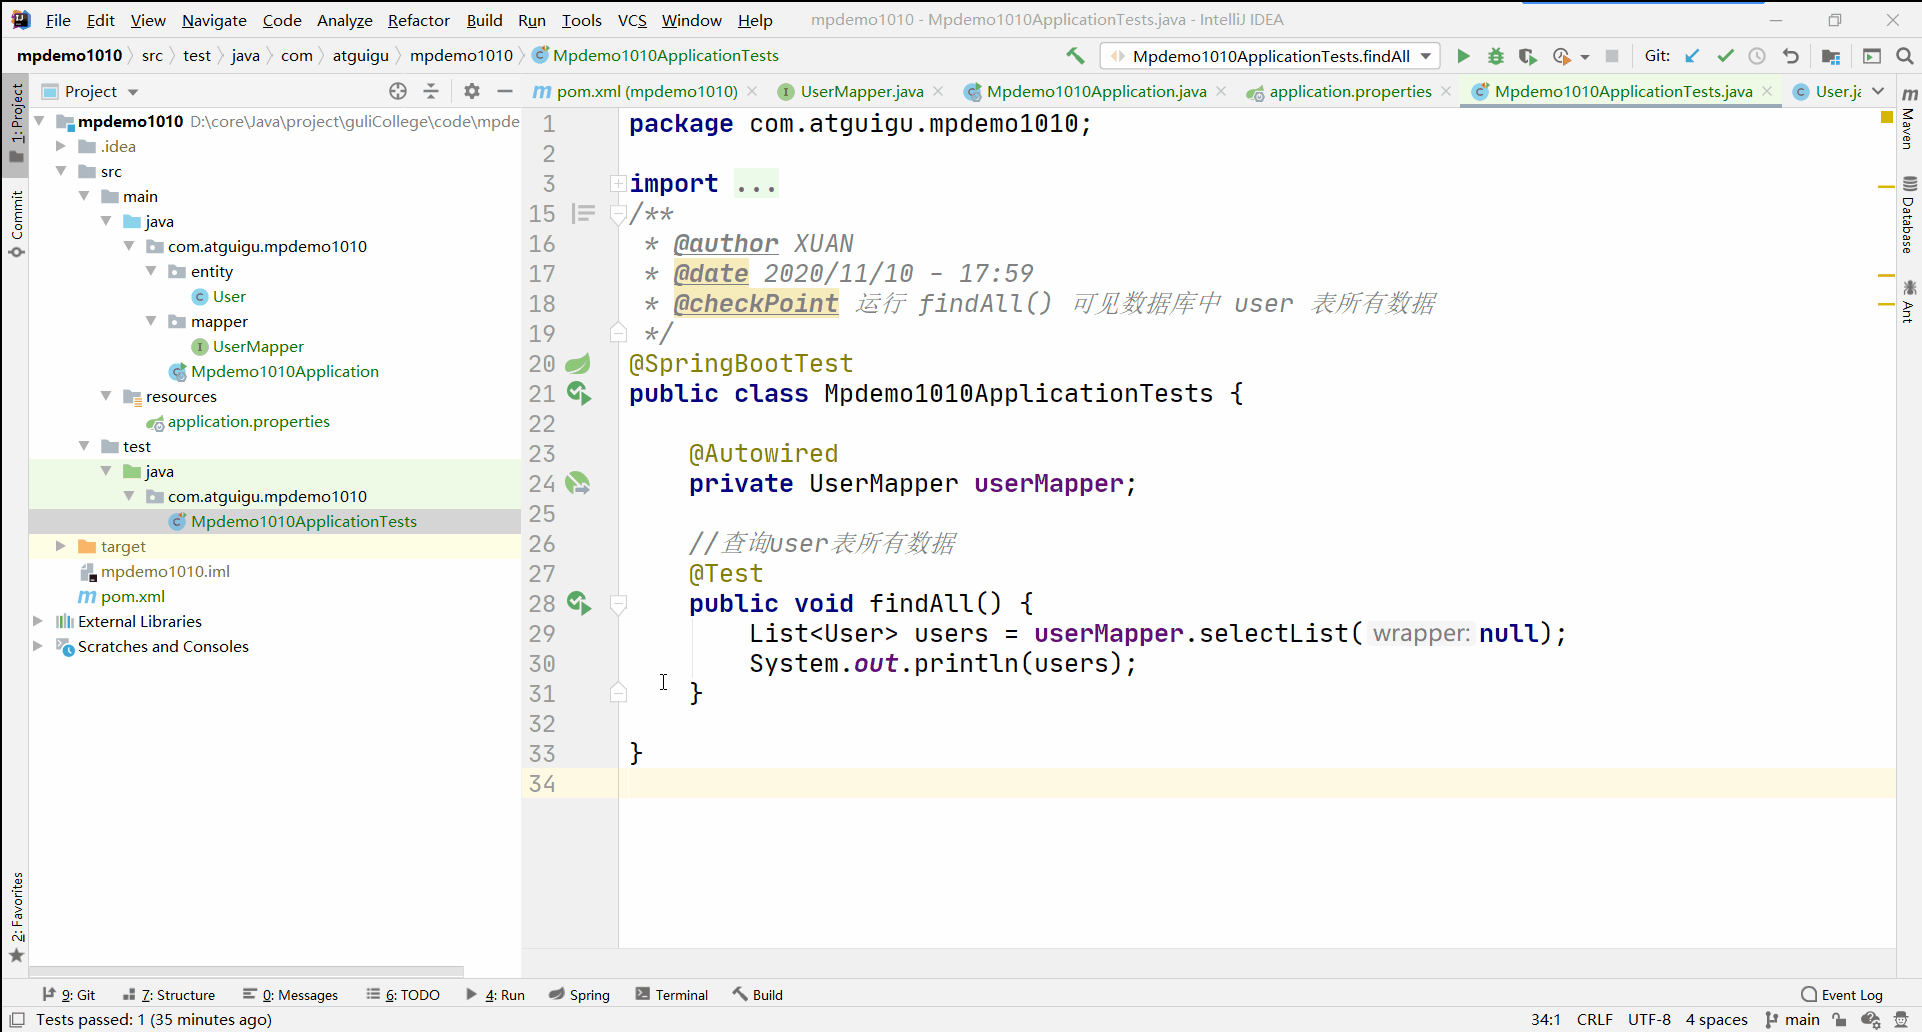 File Edit View Navigate Code Analyze Refactor Build Run Tools VCS Window Help mpdemo1010 - Mpdemo1010ApplicationTests.java - IntelliJ IDEA
mpdemo1010 src test java com atguigu mpdemo1010 Mpdemo1010ApplicationTests Mpdemo1010ApplicationTests.findAll Git:
Project pom.xml (mpdemo1010) UserMapper.java Mpdemo1010Application.java application.properties Mpdemo1010ApplicationTests.java User.ja
1: Project
Commit
2: Favorites
mpdemo1010 D:\core\Java\project\guliCollege\code\mpde
.idea
src
main
java
com.atguigu.mpdemo1010
entity
User
mapper
UserMapper
Mpdemo1010Application
resources
application.properties
test
java
com.atguigu.mpdemo1010
Mpdemo1010ApplicationTests
target
mpdemo1010.iml
pom.xml
External Libraries
Scratches and Consoles
1 package com.atguigu.mpdemo1010;
2
3 import ...
15 /**
16 * @author XUAN
17 * @date 2020/11/10 - 17:59
18 * @checkPoint 运行 findAll() 可见数据库中 user 表所有数据
19 */
20 @SpringBootTest
21 public class Mpdemo1010ApplicationTests {
22
23 @Autowired
24 private UserMapper userMapper;
25
26 //查询user表所有数据
27 @Test
28 public void findAll() {
29 List<User> users = userMapper.selectList( wrapper: null);
30 System.out.println(users);
31 }
32
33 }
34
Maven
Database
Ant
9: Git 7: Structure 0: Messages 6: TODO 4: Run Spring Terminal Build Event Log
Tests passed: 1 (35 minutes ago) 34:1 CRLF UTF-8 4 spaces main